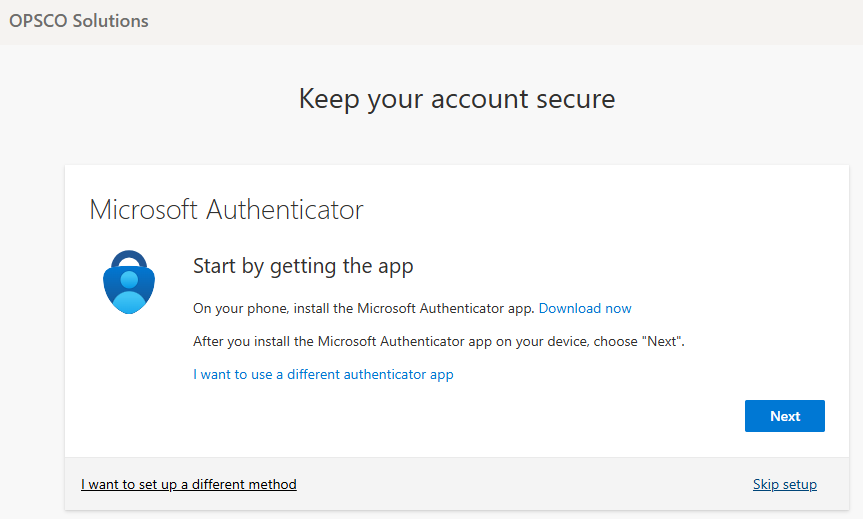 OPSCO Solutions
Keep your account secure
Microsoft Authenticator
Start by getting the app
On your phone, install the Microsoft Authenticator app. Download now
After you install the Microsoft Authenticator app on your device, choose "Next".
I want to use a different authenticator app
Next
I want to set up a different method
Skip setup